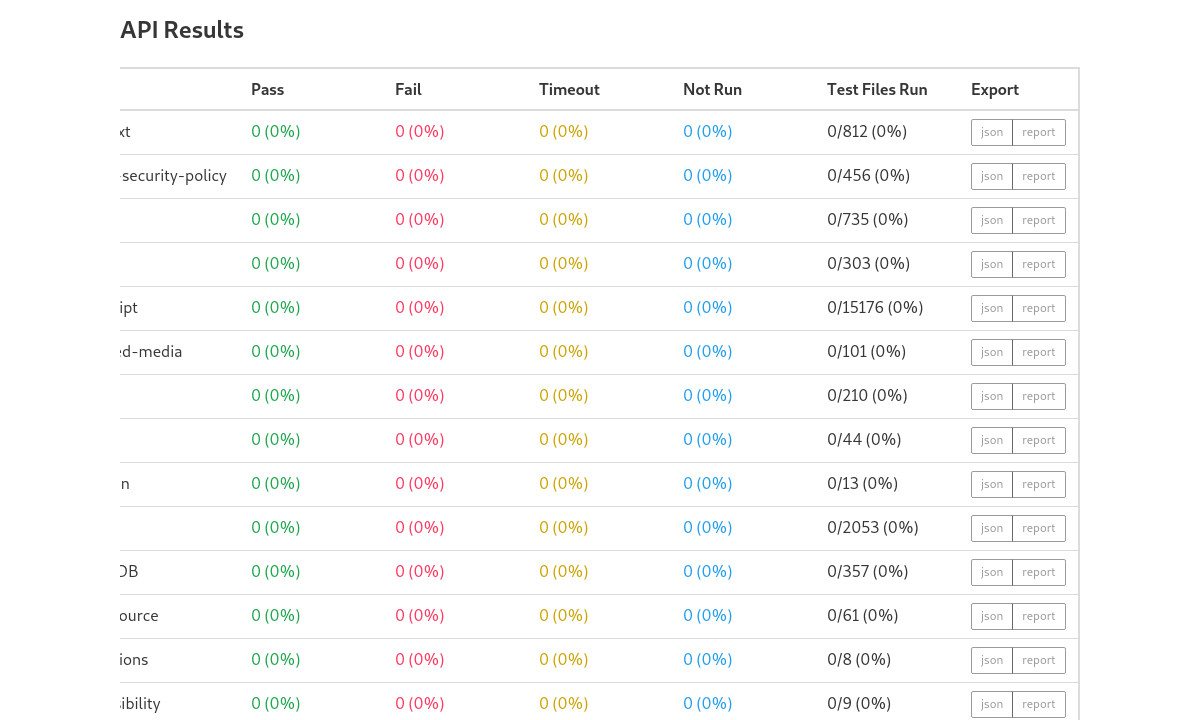 API Results
Pass Fail Timeout Not Run Test Files Run Export
xt 0 (0%) 0 (0%) 0 (0%) 0 (0%) 0/812 (0%) json report
security-policy 0 (0%) 0 (0%) 0 (0%) 0 (0%) 0/456 (0%) json report
0 (0%) 0 (0%) 0 (0%) 0 (0%) 0/735 (0%) json report
0 (0%) 0 (0%) 0 (0%) 0 (0%) 0/303 (0%) json report
ipt 0 (0%) 0 (0%) 0 (0%) 0 (0%) 0/15176 (0%) json report
ed-media 0 (0%) 0 (0%) 0 (0%) 0 (0%) 0/101 (0%) json report
0 (0%) 0 (0%) 0 (0%) 0 (0%) 0/210 (0%) json report
0 (0%) 0 (0%) 0 (0%) 0 (0%) 0/44 (0%) json report
n 0 (0%) 0 (0%) 0 (0%) 0 (0%) 0/13 (0%) json report
0 (0%) 0 (0%) 0 (0%) 0 (0%) 0/2053 (0%) json report
DB 0 (0%) 0 (0%) 0 (0%) 0 (0%) 0/357 (0%) json report
ource 0 (0%) 0 (0%) 0 (0%) 0 (0%) 0/61 (0%) json report
ions 0 (0%) 0 (0%) 0 (0%) 0 (0%) 0/8 (0%) json report
sibility 0 (0%) 0 (0%) 0 (0%) 0 (0%) 0/9 (0%) json report